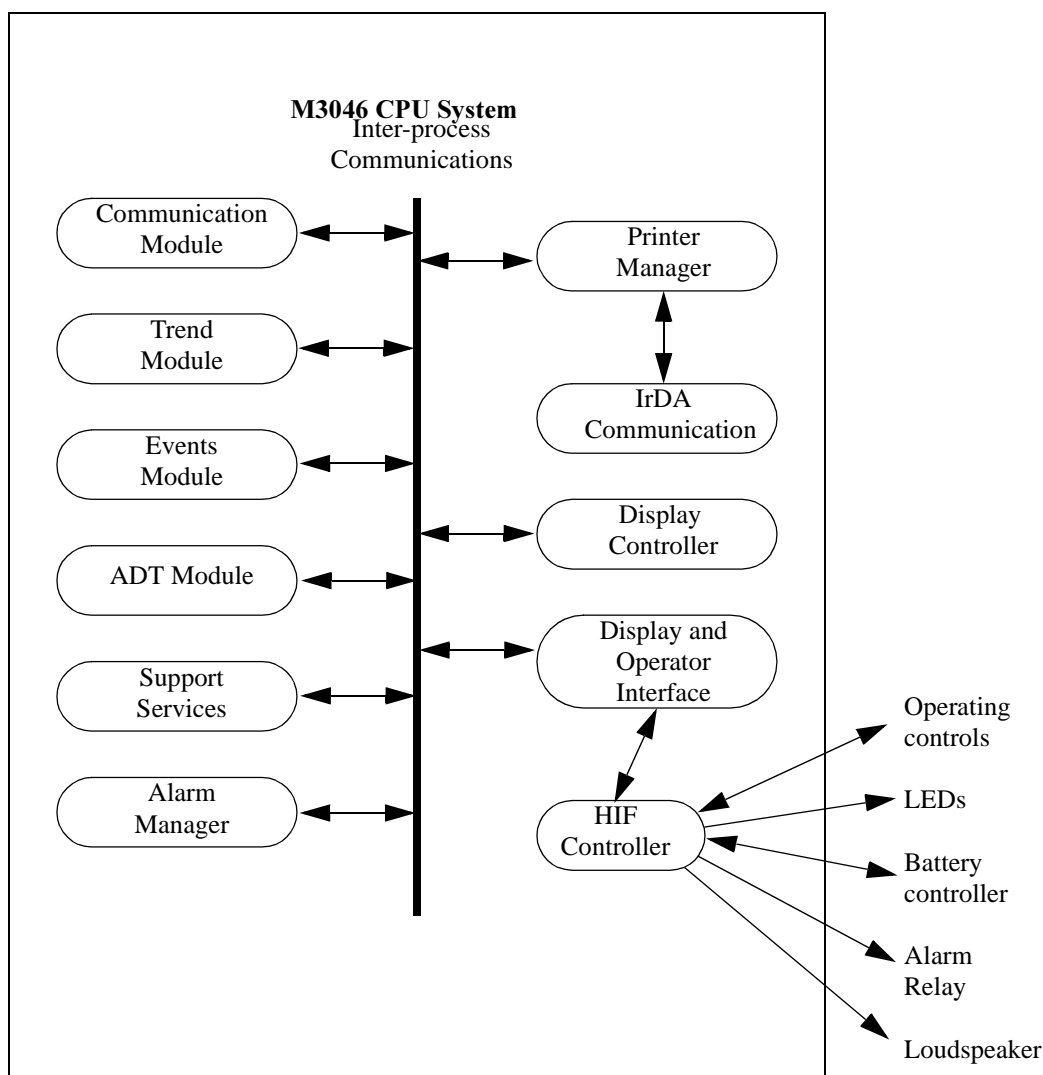 M3046 CPU System
Inter-process
Communications
Communication
Module
Trend
Module
Events
Module
ADT Module
Support
Services
Alarm
Manager
Printer
Manager
IrDA
Communication
Display
Controller
Display and
Operator
Interface
HIF
Controller
Operating
controls
LEDs
Battery
controller
Alarm
Relay
Loudspeaker